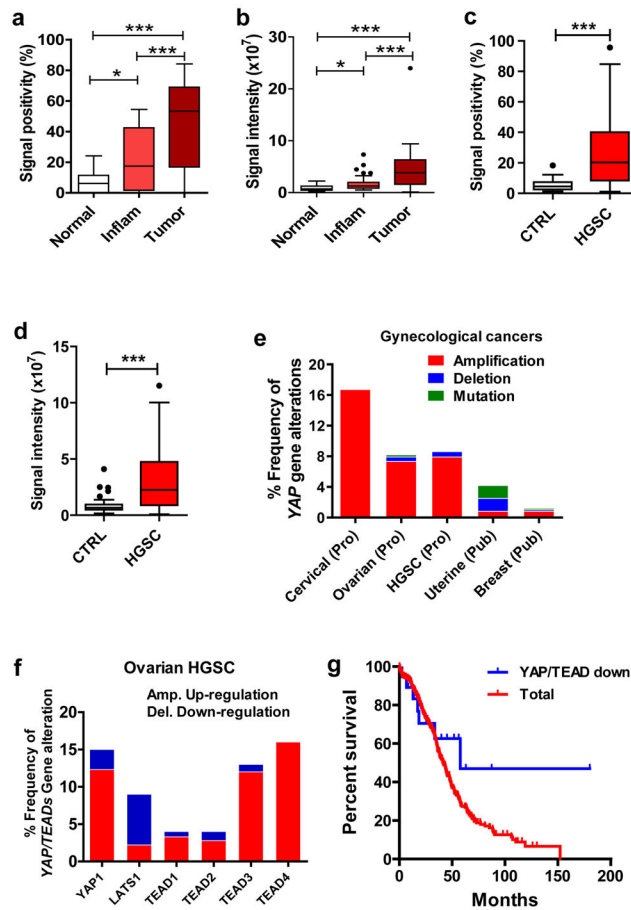 a
***
***
*
Signal positivity (%)
100
80
60
40
20
0
Normal
Inflam
Tumor
b
***
***
*
Signal intensity (x10⁷)
30
20
10
0
Normal
Inflam
Tumor
c
***
Signal positivity (%)
100
80
60
40
20
0
CTRL
HGSC
d
***
Signal intensity (x10⁷)
15
10
5
0
CTRL
HGSC
e
Gynecological cancers
Amplification
Deletion
Mutation
% Frequency of
YAP gene alterations
20
16
12
8
4
0
Cervical (Pro)
Ovarian (Pro)
HGSC (Pro)
Uterine (Pub)
Breast (Pub)
f
Ovarian HGSC
Amp. Up-regulation
Del. Down-regulation
% Frequency of
YAP/TEADs Gene alteration
20
15
10
5
0
YAP1
LATS1
TEAD1
TEAD2
TEAD3
TEAD4
g
YAP/TEAD down
Total
Percent survival
100
80
60
40
20
0
0
50
100
150
200
Months